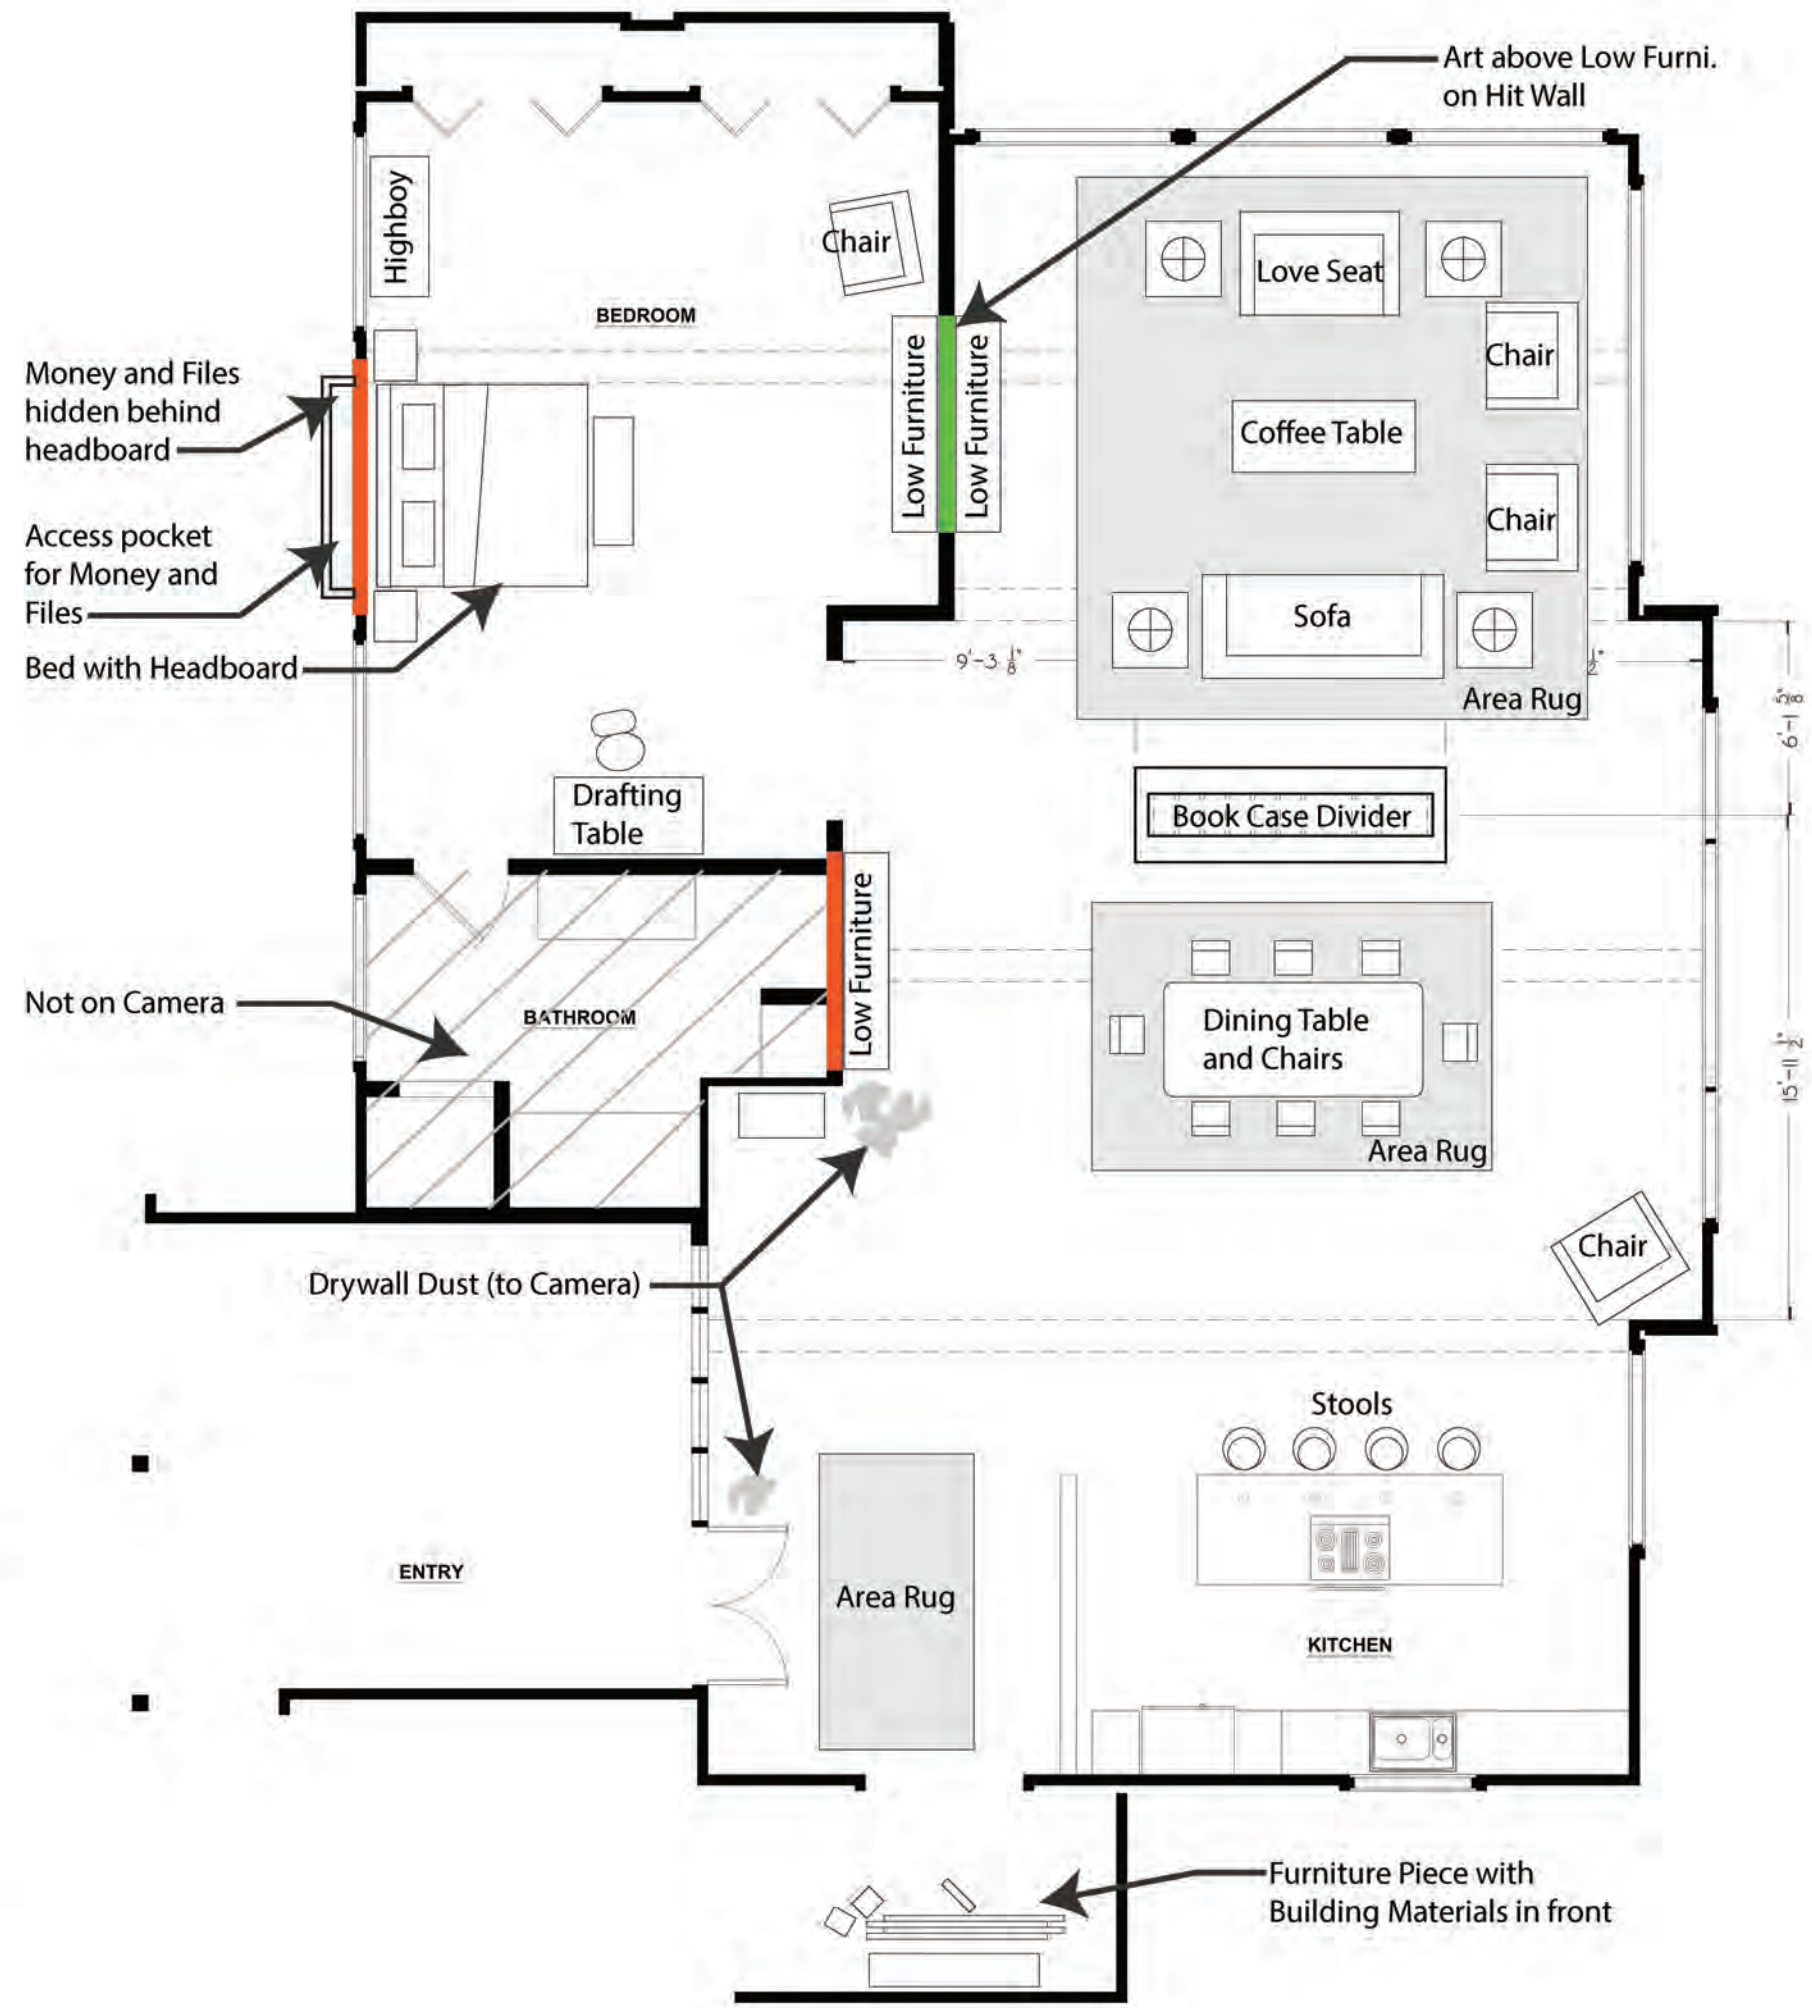 Art above Low Furni.
on Hit Wall
Highboy
Chair
Love Seat
BEDROOM
Chair
Money and Files
hidden behind
headboard
Low Furniture
Low Furniture
Coffee Table
Chair
Access pocket
for Money and
Files
Sofa
Bed with Headboard
9'-3 1/8"
1/2"
Area Rug
6'-1 5/8"
Drafting
Table
Book Case Divider
Low Furniture
Not on Camera
BATHROOM
Dining Table
and Chairs
15'-11 1/2"
Area Rug
Chair
Drywall Dust (to Camera)
Stools
ENTRY
Area Rug
KITCHEN
Furniture Piece with
Building Materials in front